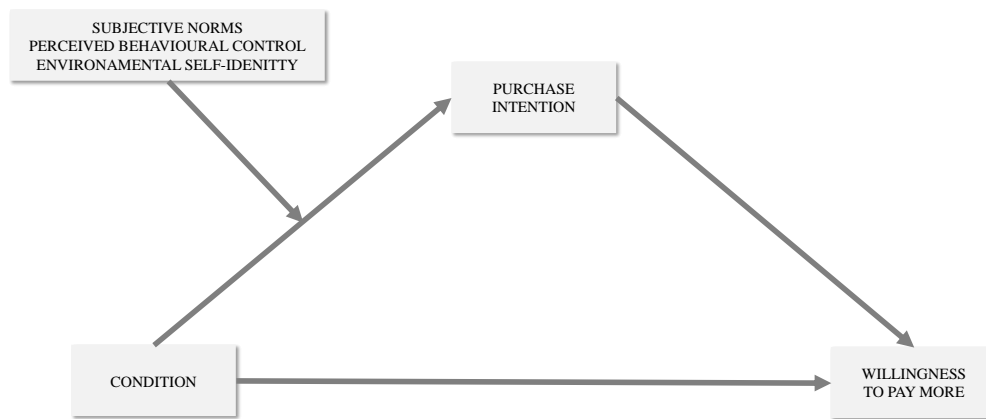 SUBJECTIVE NORMS
PERCEIVED BEHAVIOURAL CONTROL
ENVIRONAMENTAL SELF-IDENITTY
PURCHASE
INTENTION
CONDITION
WILLINGNESS
TO PAY MORE